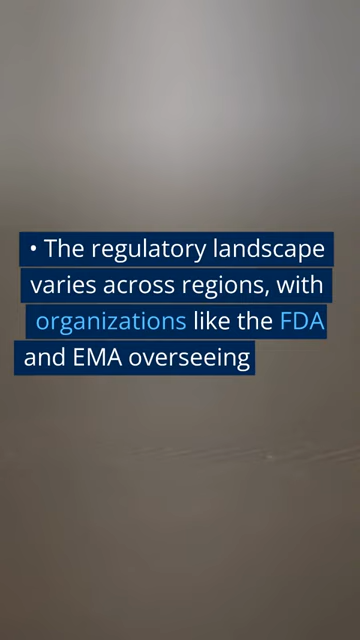 • The regulatory landscape
varies across regions, with
organizations like the FDA
and EMA overseeing